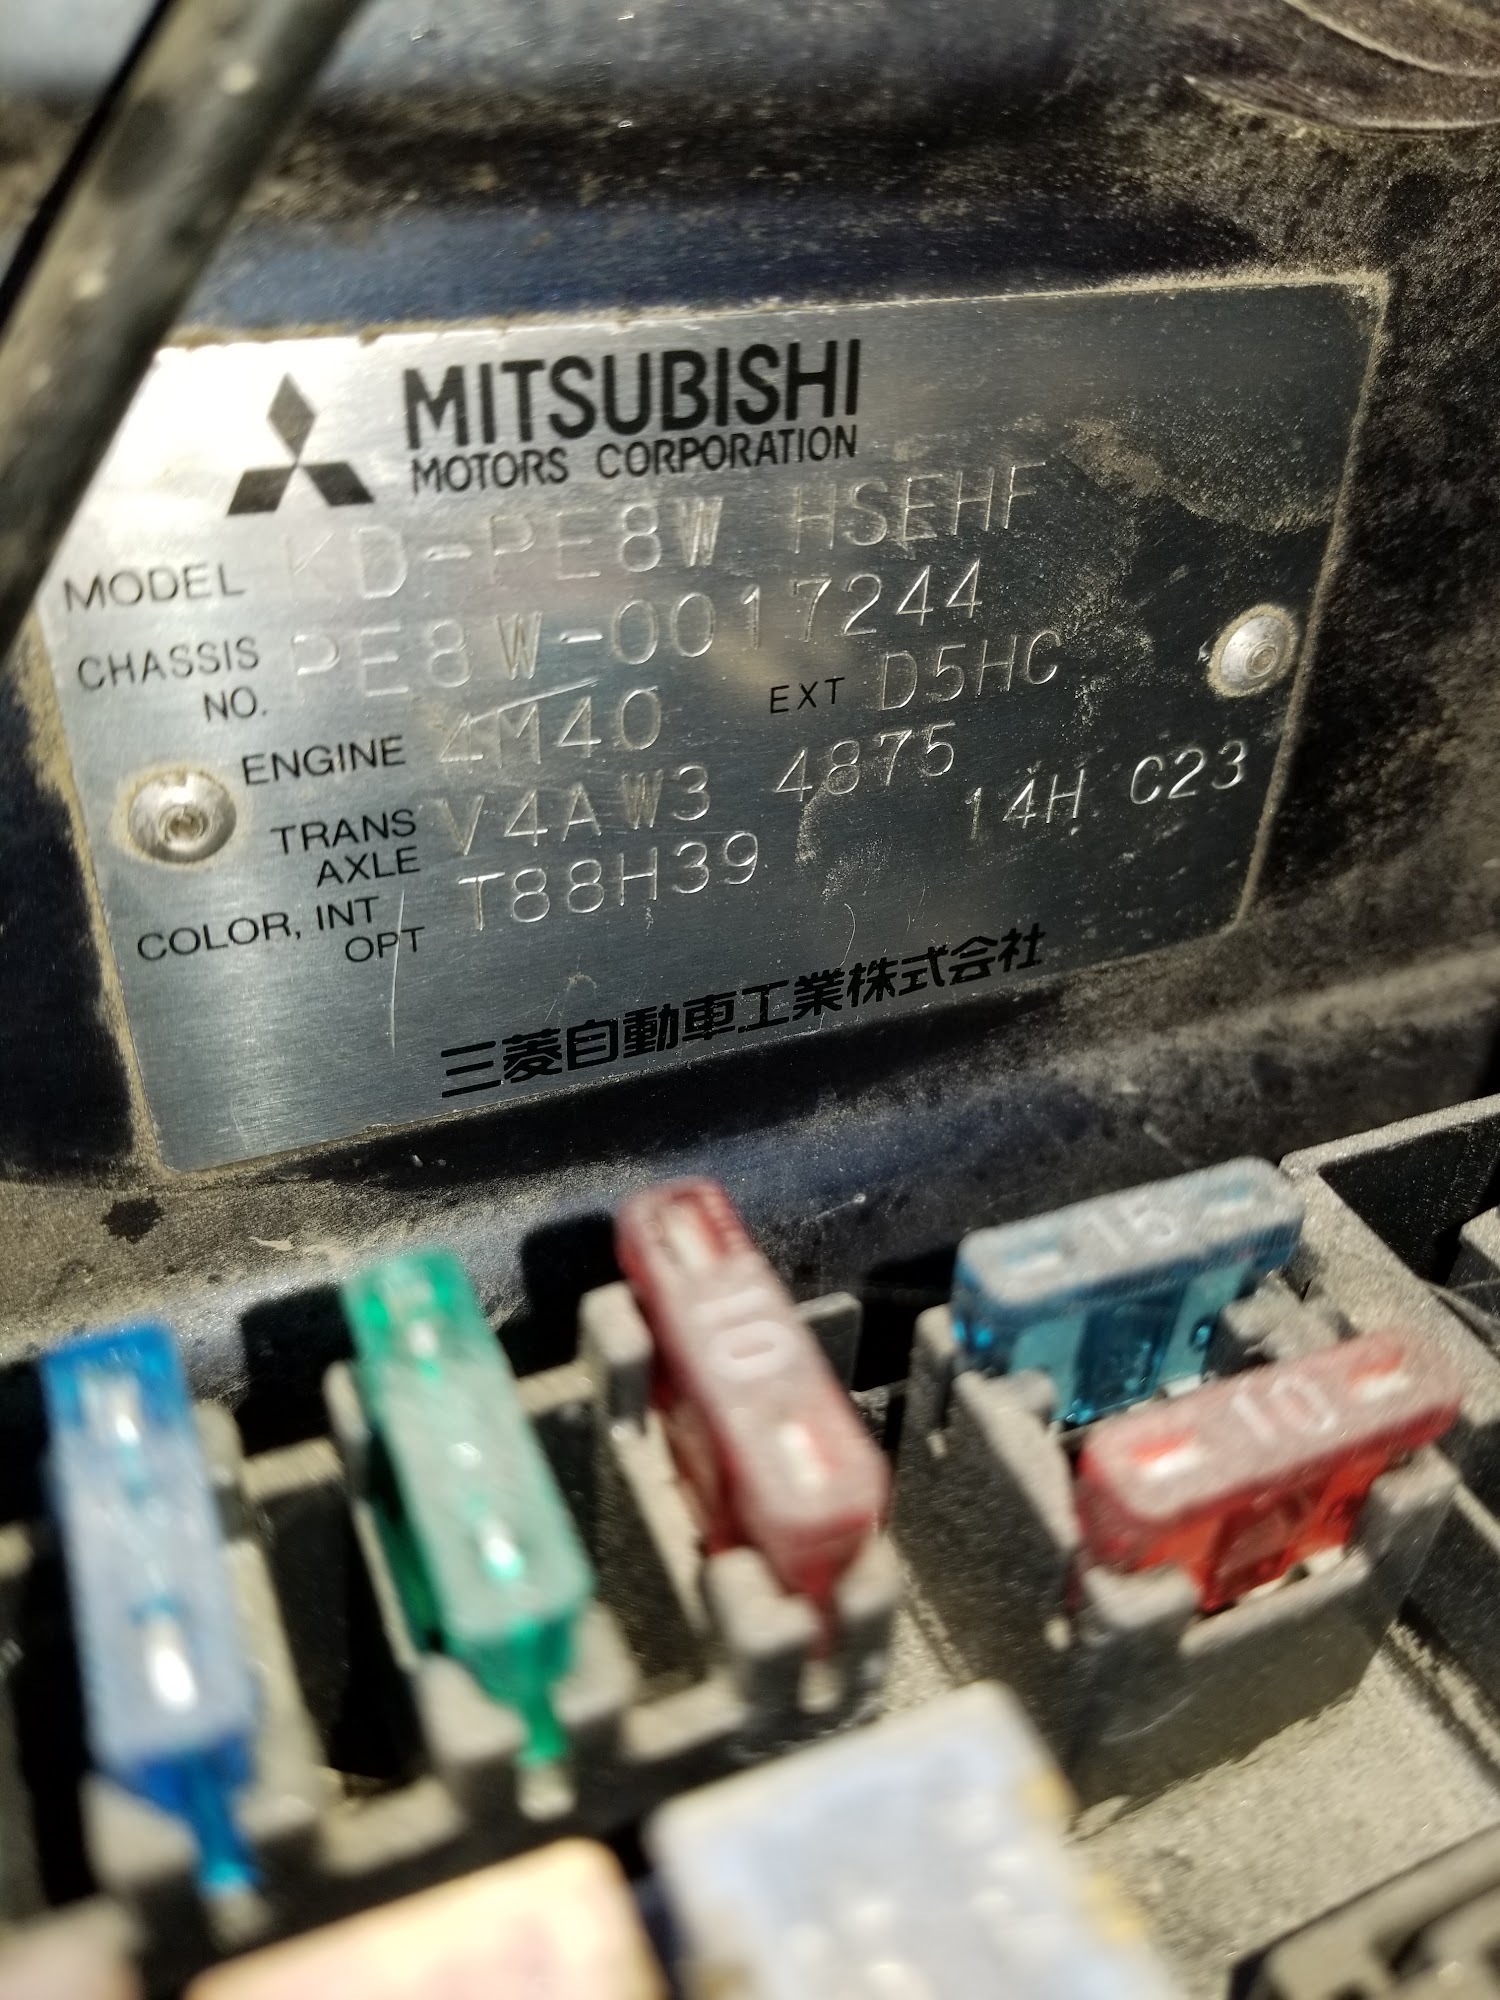 MITSUBISHI
MOTORS CORPORATION
MODEL KD-PE8W HSEHF
CHASSIS NO. PE8W-0017244
ENGINE 4M40 EXT D5HC
TRANS AXLE V4AW3 4875
COLOR, INT OPT T88H39 14H C23
三菱自動車工業株式会社
10
15
10